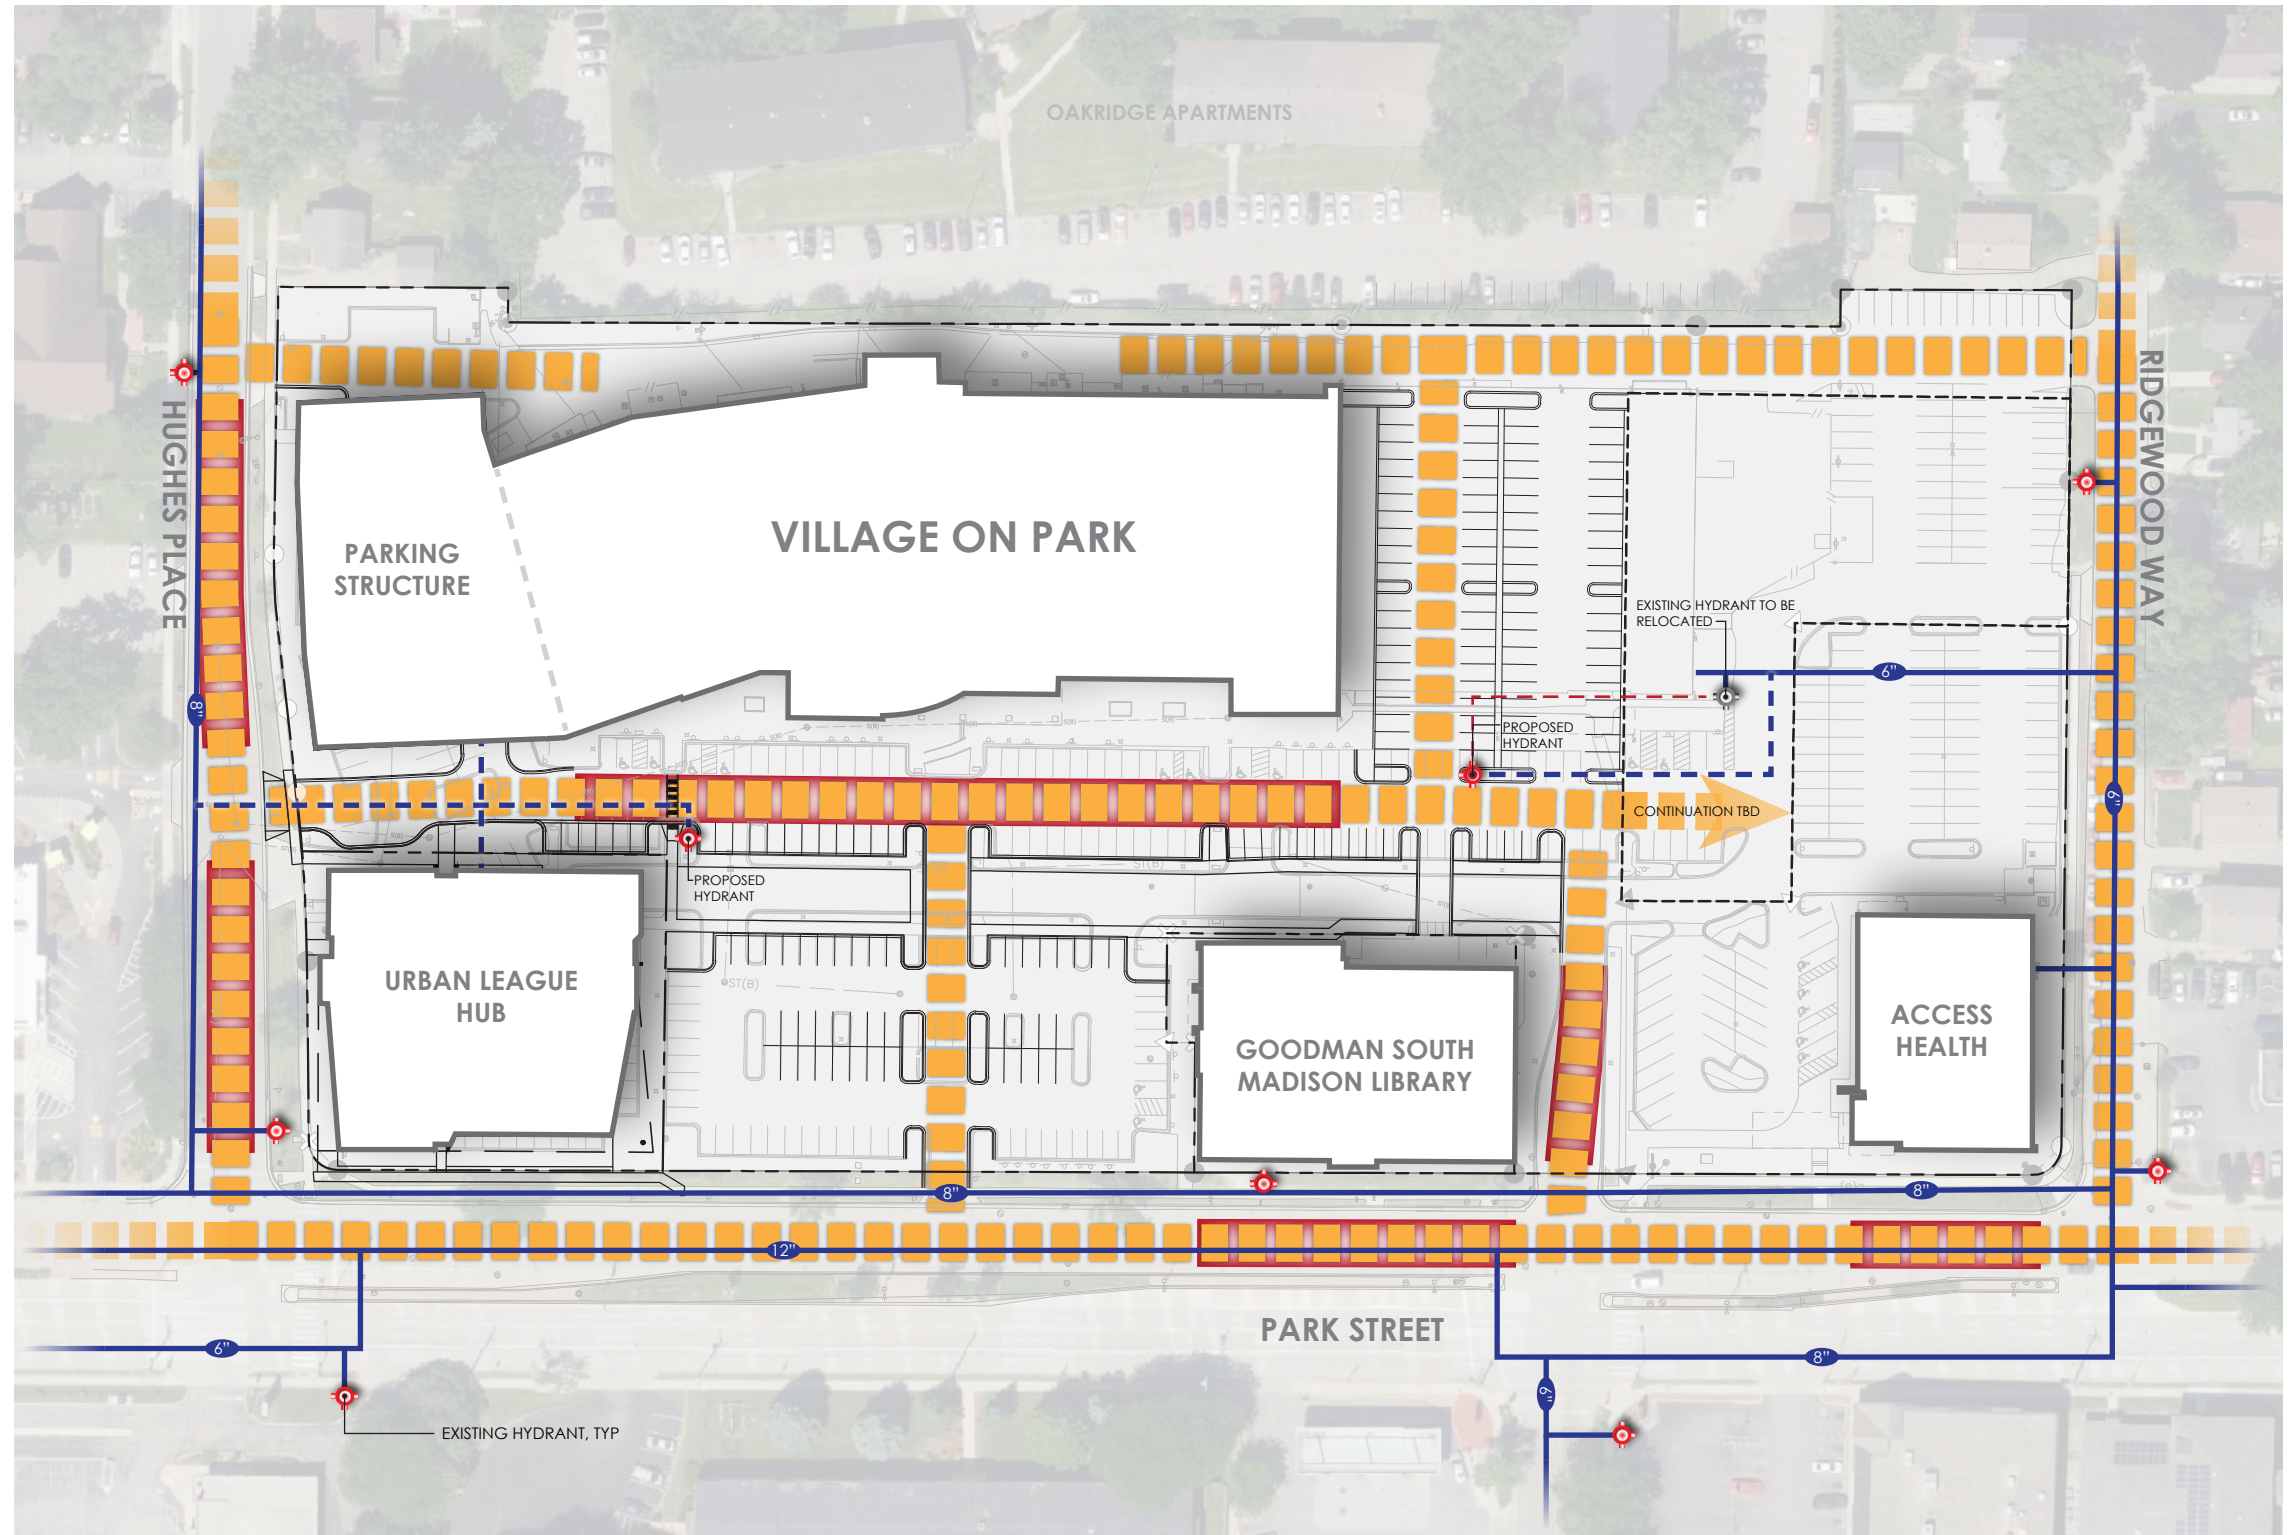 OAKRIDGE APARTMENTS
HUGHES PLACE
RIDGEWOOD WAY
VILLAGE ON PARK
PARKING
STRUCTURE
EXISTING HYDRANT TO BE
RELOCATED
6"
8"
PROPOSED
HYDRANT
CONTINUATION TBD
6"
PROPOSED
HYDRANT
ST(B)
URBAN LEAGUE
HUB
ST(B)
GOODMAN SOUTH
MADISON LIBRARY
ACCESS
HEALTH
8"
8"
12"
PARK STREET
6"
8"
6"
EXISTING HYDRANT, TYP